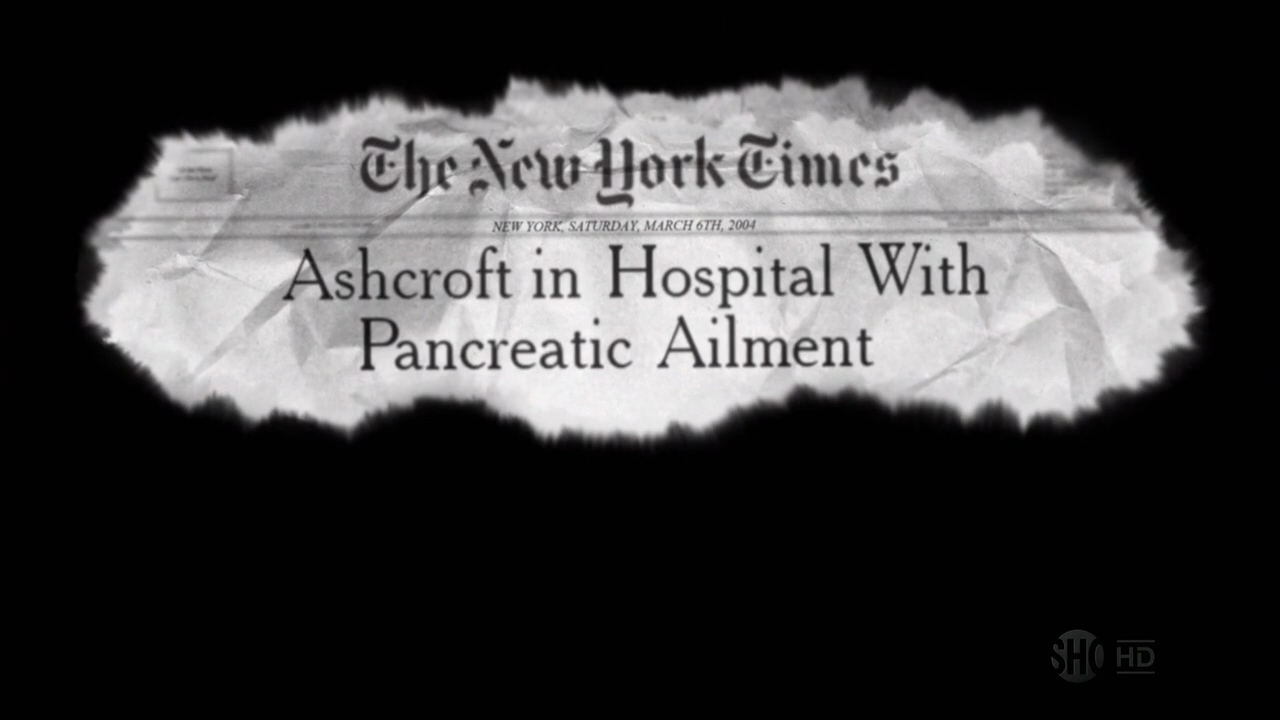 The New York Times
NEW YORK, SATURDAY, MARCH 6TH, 2004
Ashcroft in Hospital With
Pancreatic Ailment
SHO HD